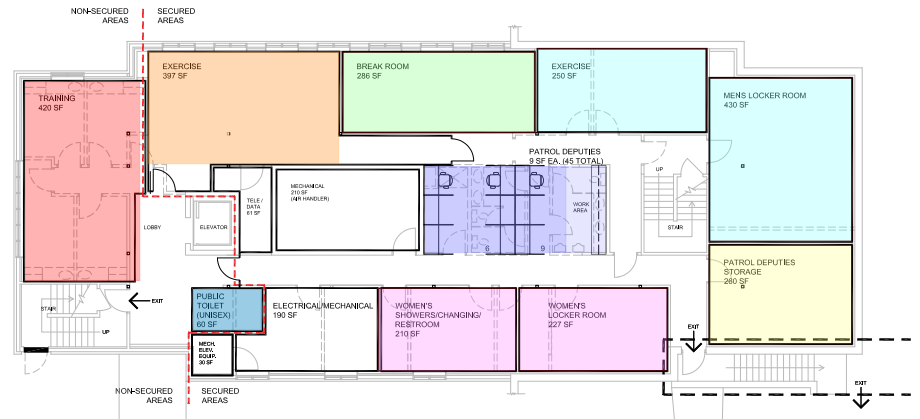 NON-SECURED
AREAS
SECURED
AREAS
EXERCISE
397 SF
BREAK ROOM
286 SF
EXERCISE
250 SF
TRAINING
420 SF
MENS LOCKER ROOM
430 SF
PATROL DEPUTIES
9 SF EA. (45 TOTAL)
UP
MECHANICAL
210 SF
(AIR HANDLER)
TELE /
DATA
61 SF
WORK
AREA
LOBBY
ELEVATOR
STAIR
6
9
PATROL DEPUTIES
STORAGE
260 SF
EXIT
STAIR
UP
PUBLIC
TOILET
(UNISEX)
60 SF
ELECTRICAL/MECHANICAL
190 SF
WOMEN'S
SHOWERS/CHANGING/
RESTROOM
210 SF
WOMEN'S
LOCKER ROOM
227 SF
EXIT
MECH.
ELEV.
EQUIP.
30 SF
EXIT
NON-SECURED
AREAS
SECURED
AREAS